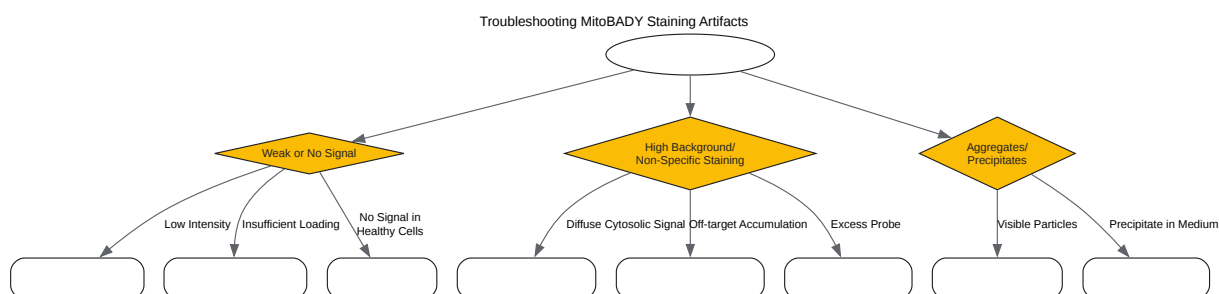 Troubleshooting MitoBADY Staining Artifacts
Weak or No Signal
High Background/
Non-Specific Staining
Aggregates/
Precipitates
Low Intensity
Insufficient Loading
No Signal in
Healthy Cells
Diffuse Cytosolic Signal
Off-target Accumulation
Excess Probe
Visible Particles
Precipitate in Medium